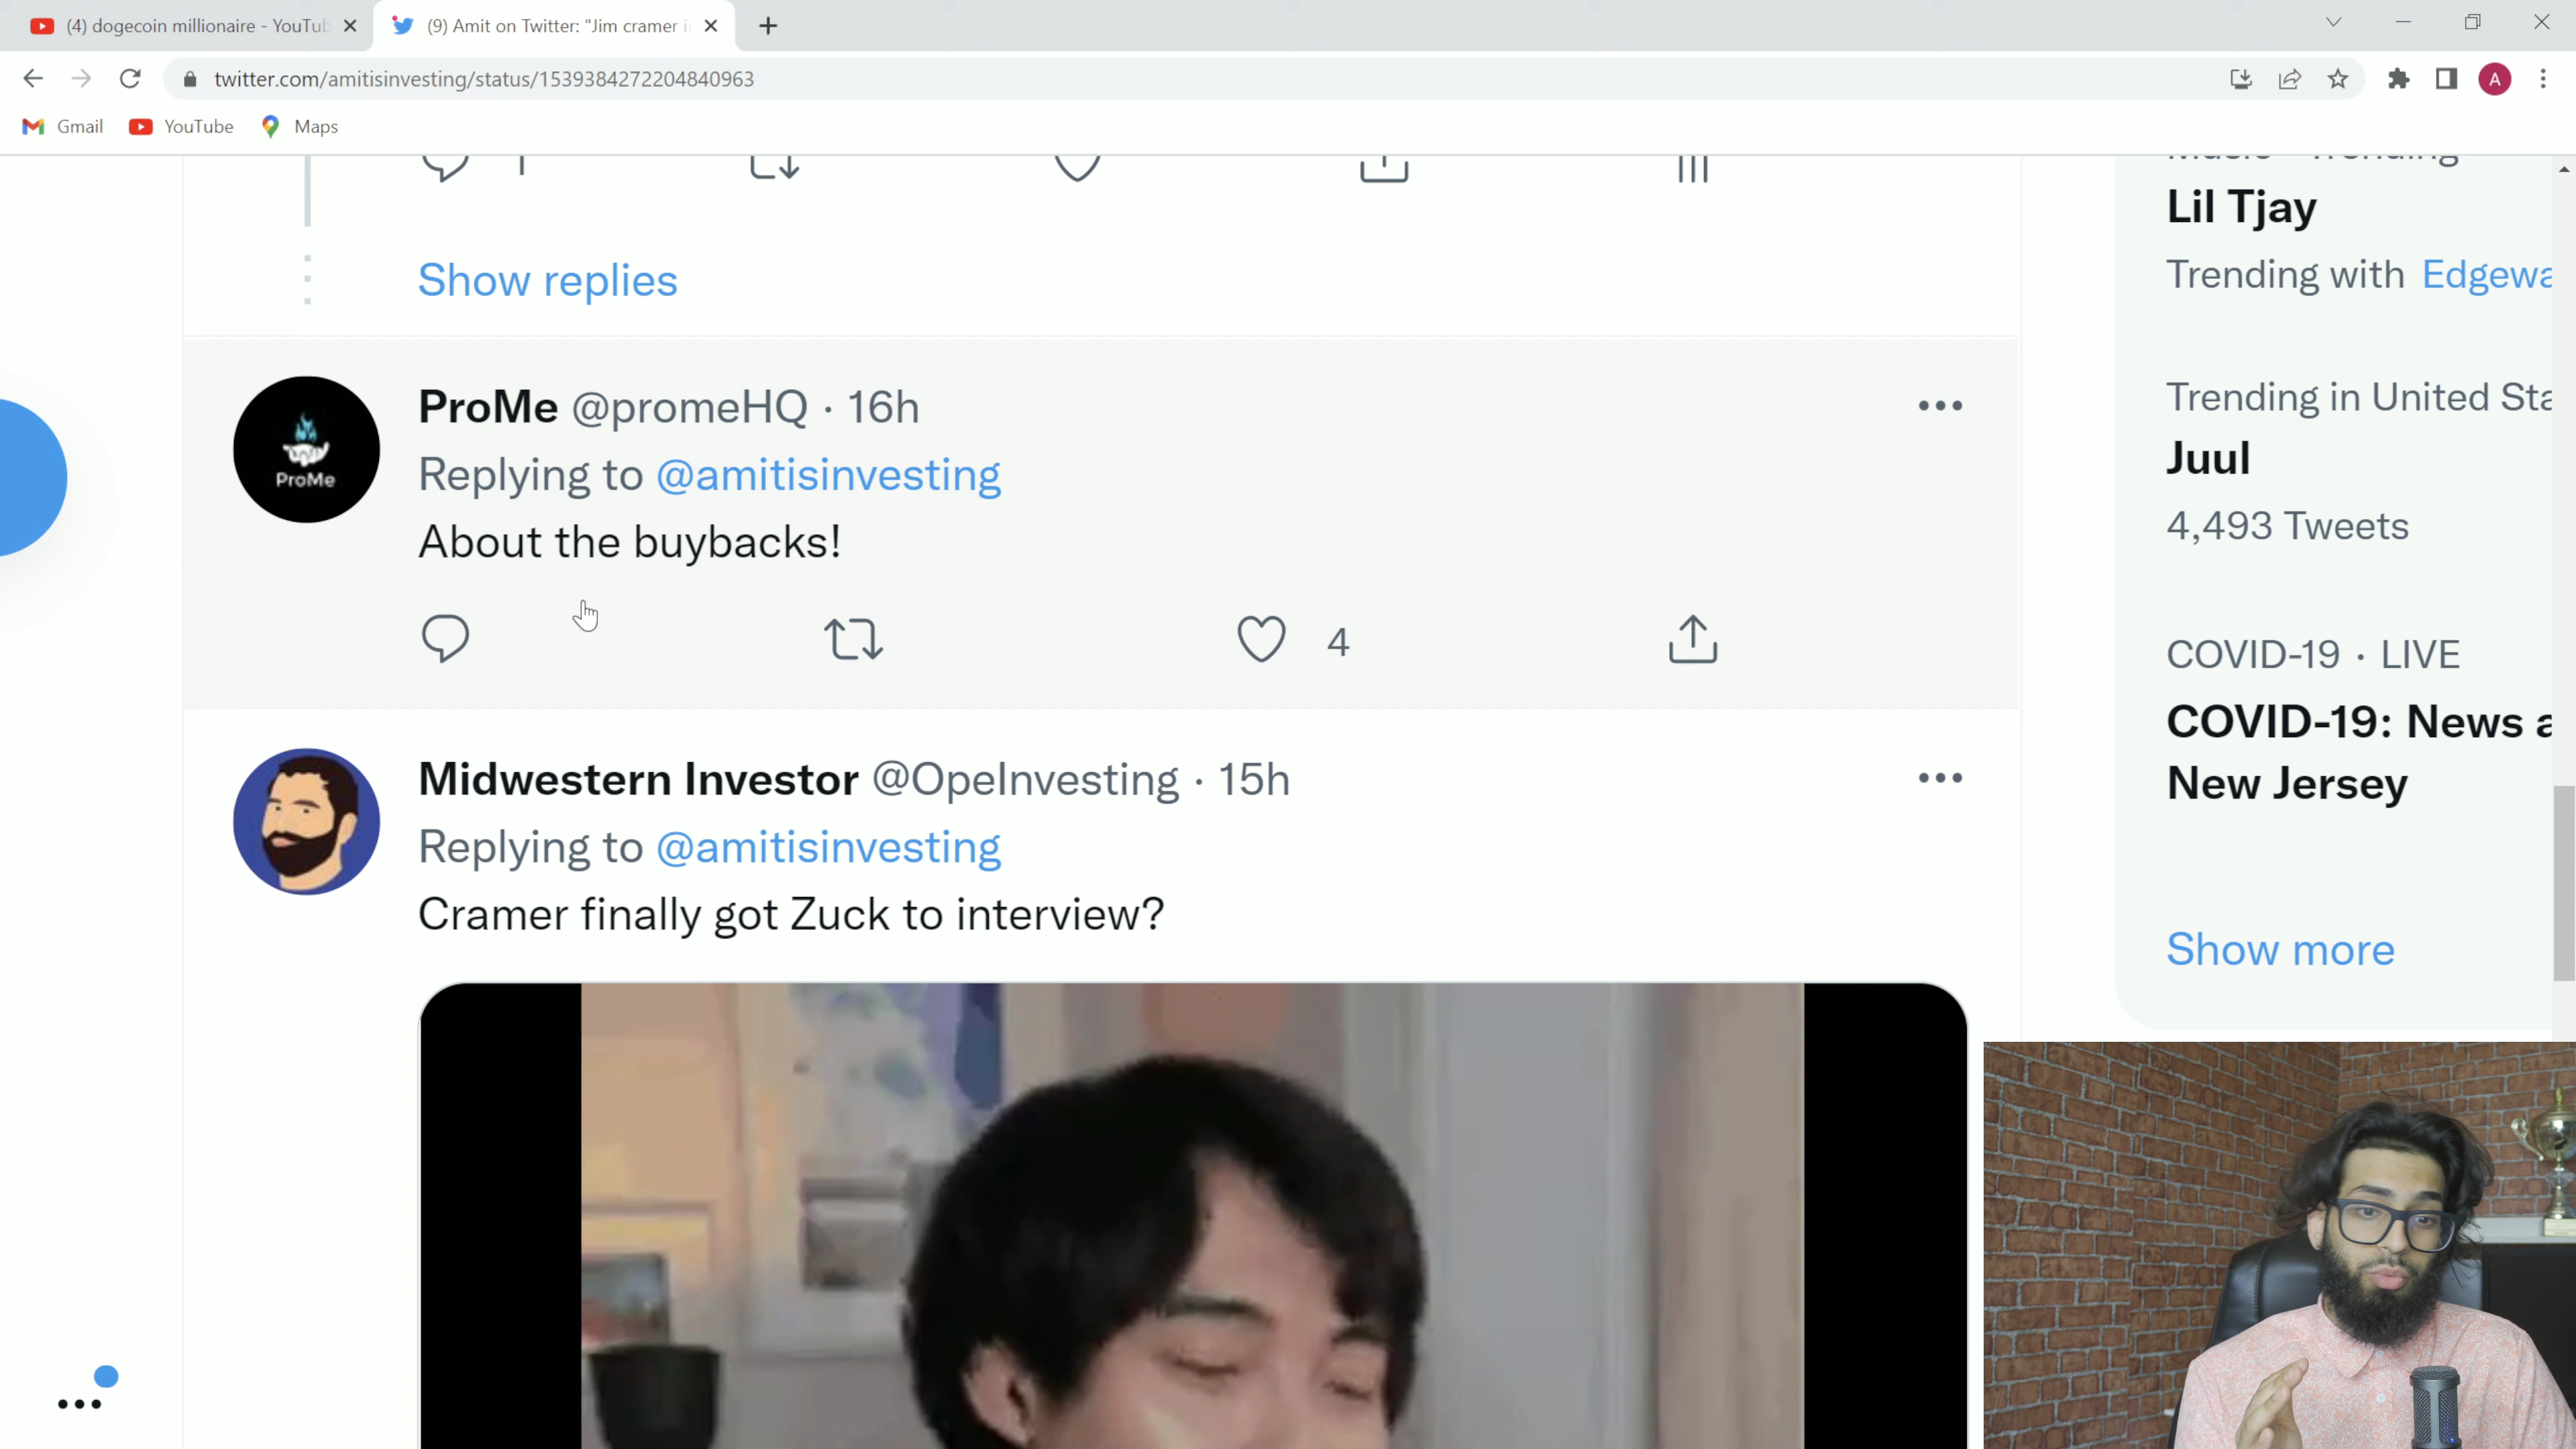 (4) dogecoin millionaire - YouTub
(9) Amit on Twitter: "Jim cramer i
twitter.com/amitisinvesting/status/1539384272204840963
A
Gmail
YouTube
Maps
1
Show replies
ProMe @promeHQ · 16h
Replying to @amitisinvesting
About the buybacks!
4
ProMe
Midwestern Investor @OpeInvesting · 15h
Replying to @amitisinvesting
Cramer finally got Zuck to interview?
Music · Trending
Lil Tjay
Trending with Edgewa
Trending in United Sta
Juul
4,493 Tweets
COVID-19 · LIVE
COVID-19: News a
New Jersey
Show more